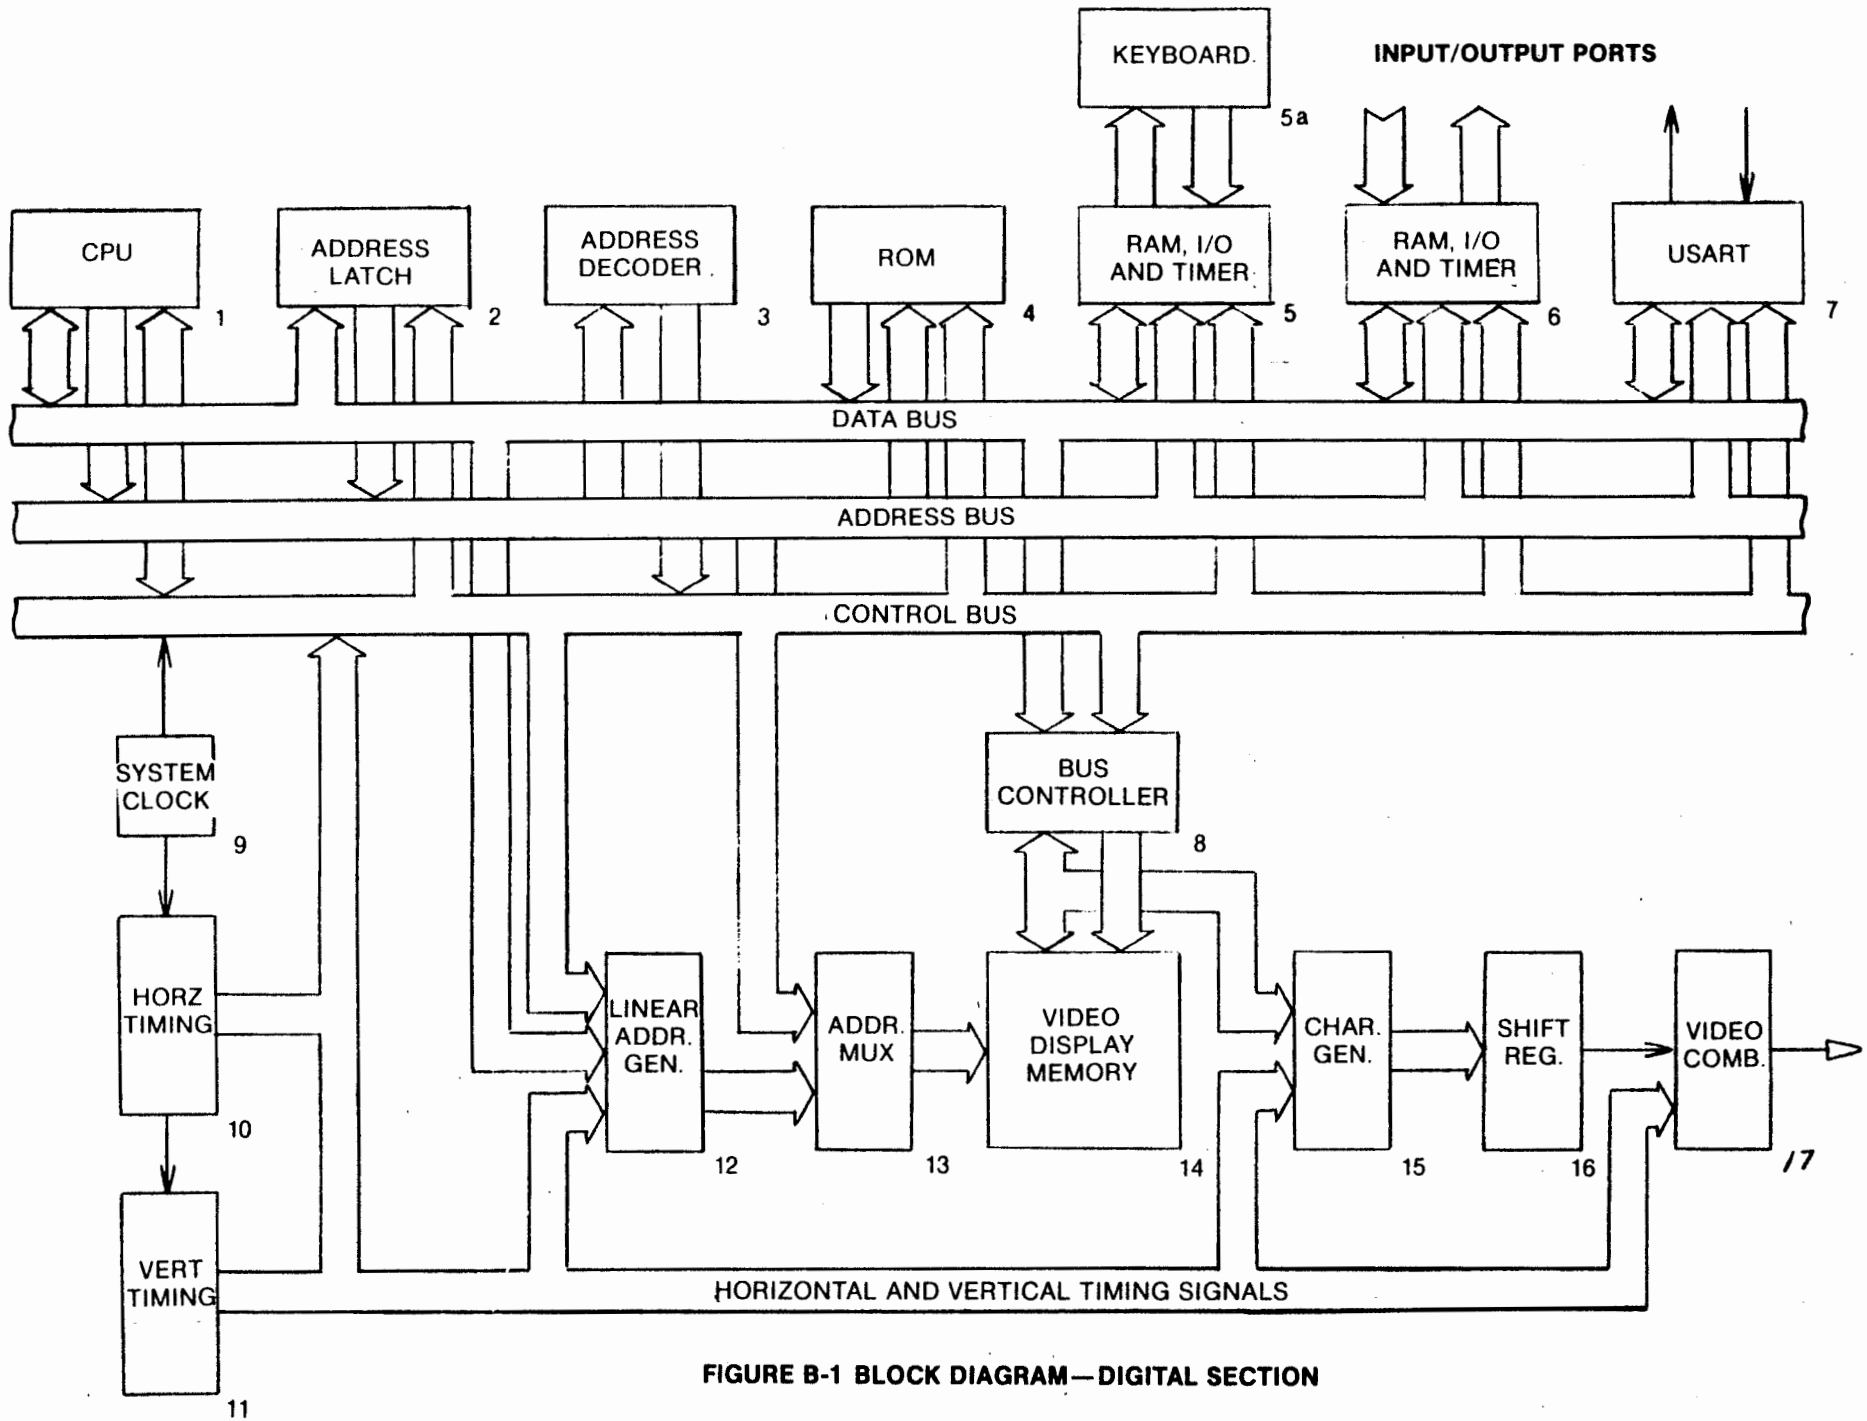 KEYBOARD
5a
INPUT/OUTPUT PORTS
CPU
1
ADDRESS
LATCH
2
ADDRESS
DECODER
3
ROM
4
RAM, I/O
AND TIMER
5
RAM, I/O
AND TIMER
6
USART
7
DATA BUS
ADDRESS BUS
CONTROL BUS
SYSTEM
CLOCK
9
BUS
CONTROLLER
8
HORZ
TIMING
10
LINEAR
ADDR.
GEN.
12
ADDR.
MUX
13
VIDEO
DISPLAY
MEMORY
14
CHAR.
GEN.
15
SHIFT
REG.
16
VIDEO
COMB.
17
VERT
TIMING
11
HORIZONTAL AND VERTICAL TIMING SIGNALS
FIGURE B-1 BLOCK DIAGRAM—DIGITAL SECTION